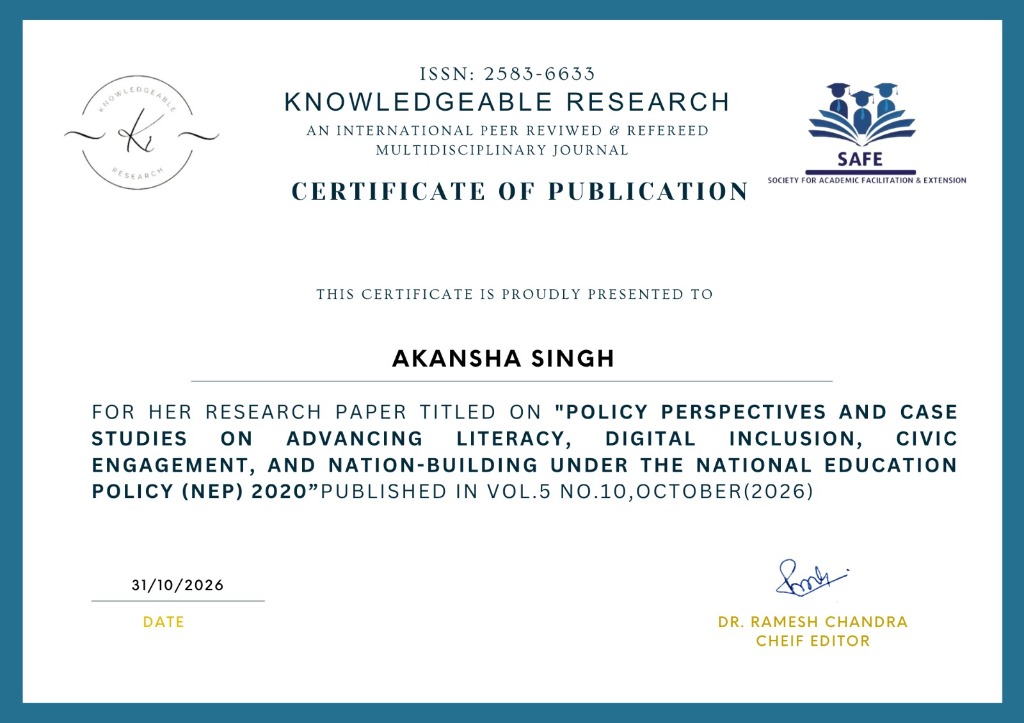 ISSN: 2583-6633
KNOWLEDGEABLE RESEARCH
AN INTERNATIONAL PEER REVIWED & REFEREED
MULTIDISCIPLINARY JOURNAL
CERTIFICATE OF PUBLICATION
KNOWLEDGEABLE
Kr
RESEARCH
SAFE
SOCIETY FOR ACADEMIC FACILITATION & EXTENSION
THIS CERTIFICATE IS PROUDLY PRESENTED TO
AKANSHA SINGH
FOR HER RESEARCH PAPER TITLED ON "POLICY PERSPECTIVES AND CASE
STUDIES ON ADVANCING LITERACY, DIGITAL INCLUSION, CIVIC
ENGAGEMENT, AND NATION-BUILDING UNDER THE NATIONAL EDUCATION
POLICY (NEP) 2020”PUBLISHED IN VOL.5 NO.10,OCTOBER(2026)
31/10/2026
DATE
DR. RAMESH CHANDRA
CHEIF EDITOR